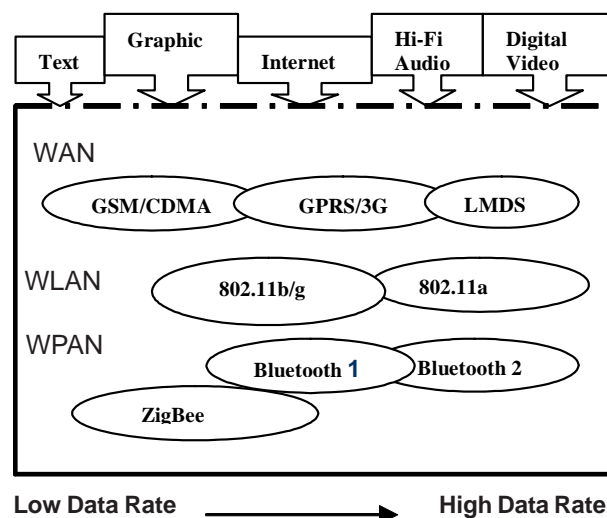 Text
Graphic
Internet
Hi-Fi
Audio
Digital
Video
WAN
GSM/CDMA
GPRS/3G
LMDS
WLAN
802.11b/g
802.11a
WPAN
Bluetooth 1
Bluetooth 2
ZigBee
Low Data Rate
High Data Rate